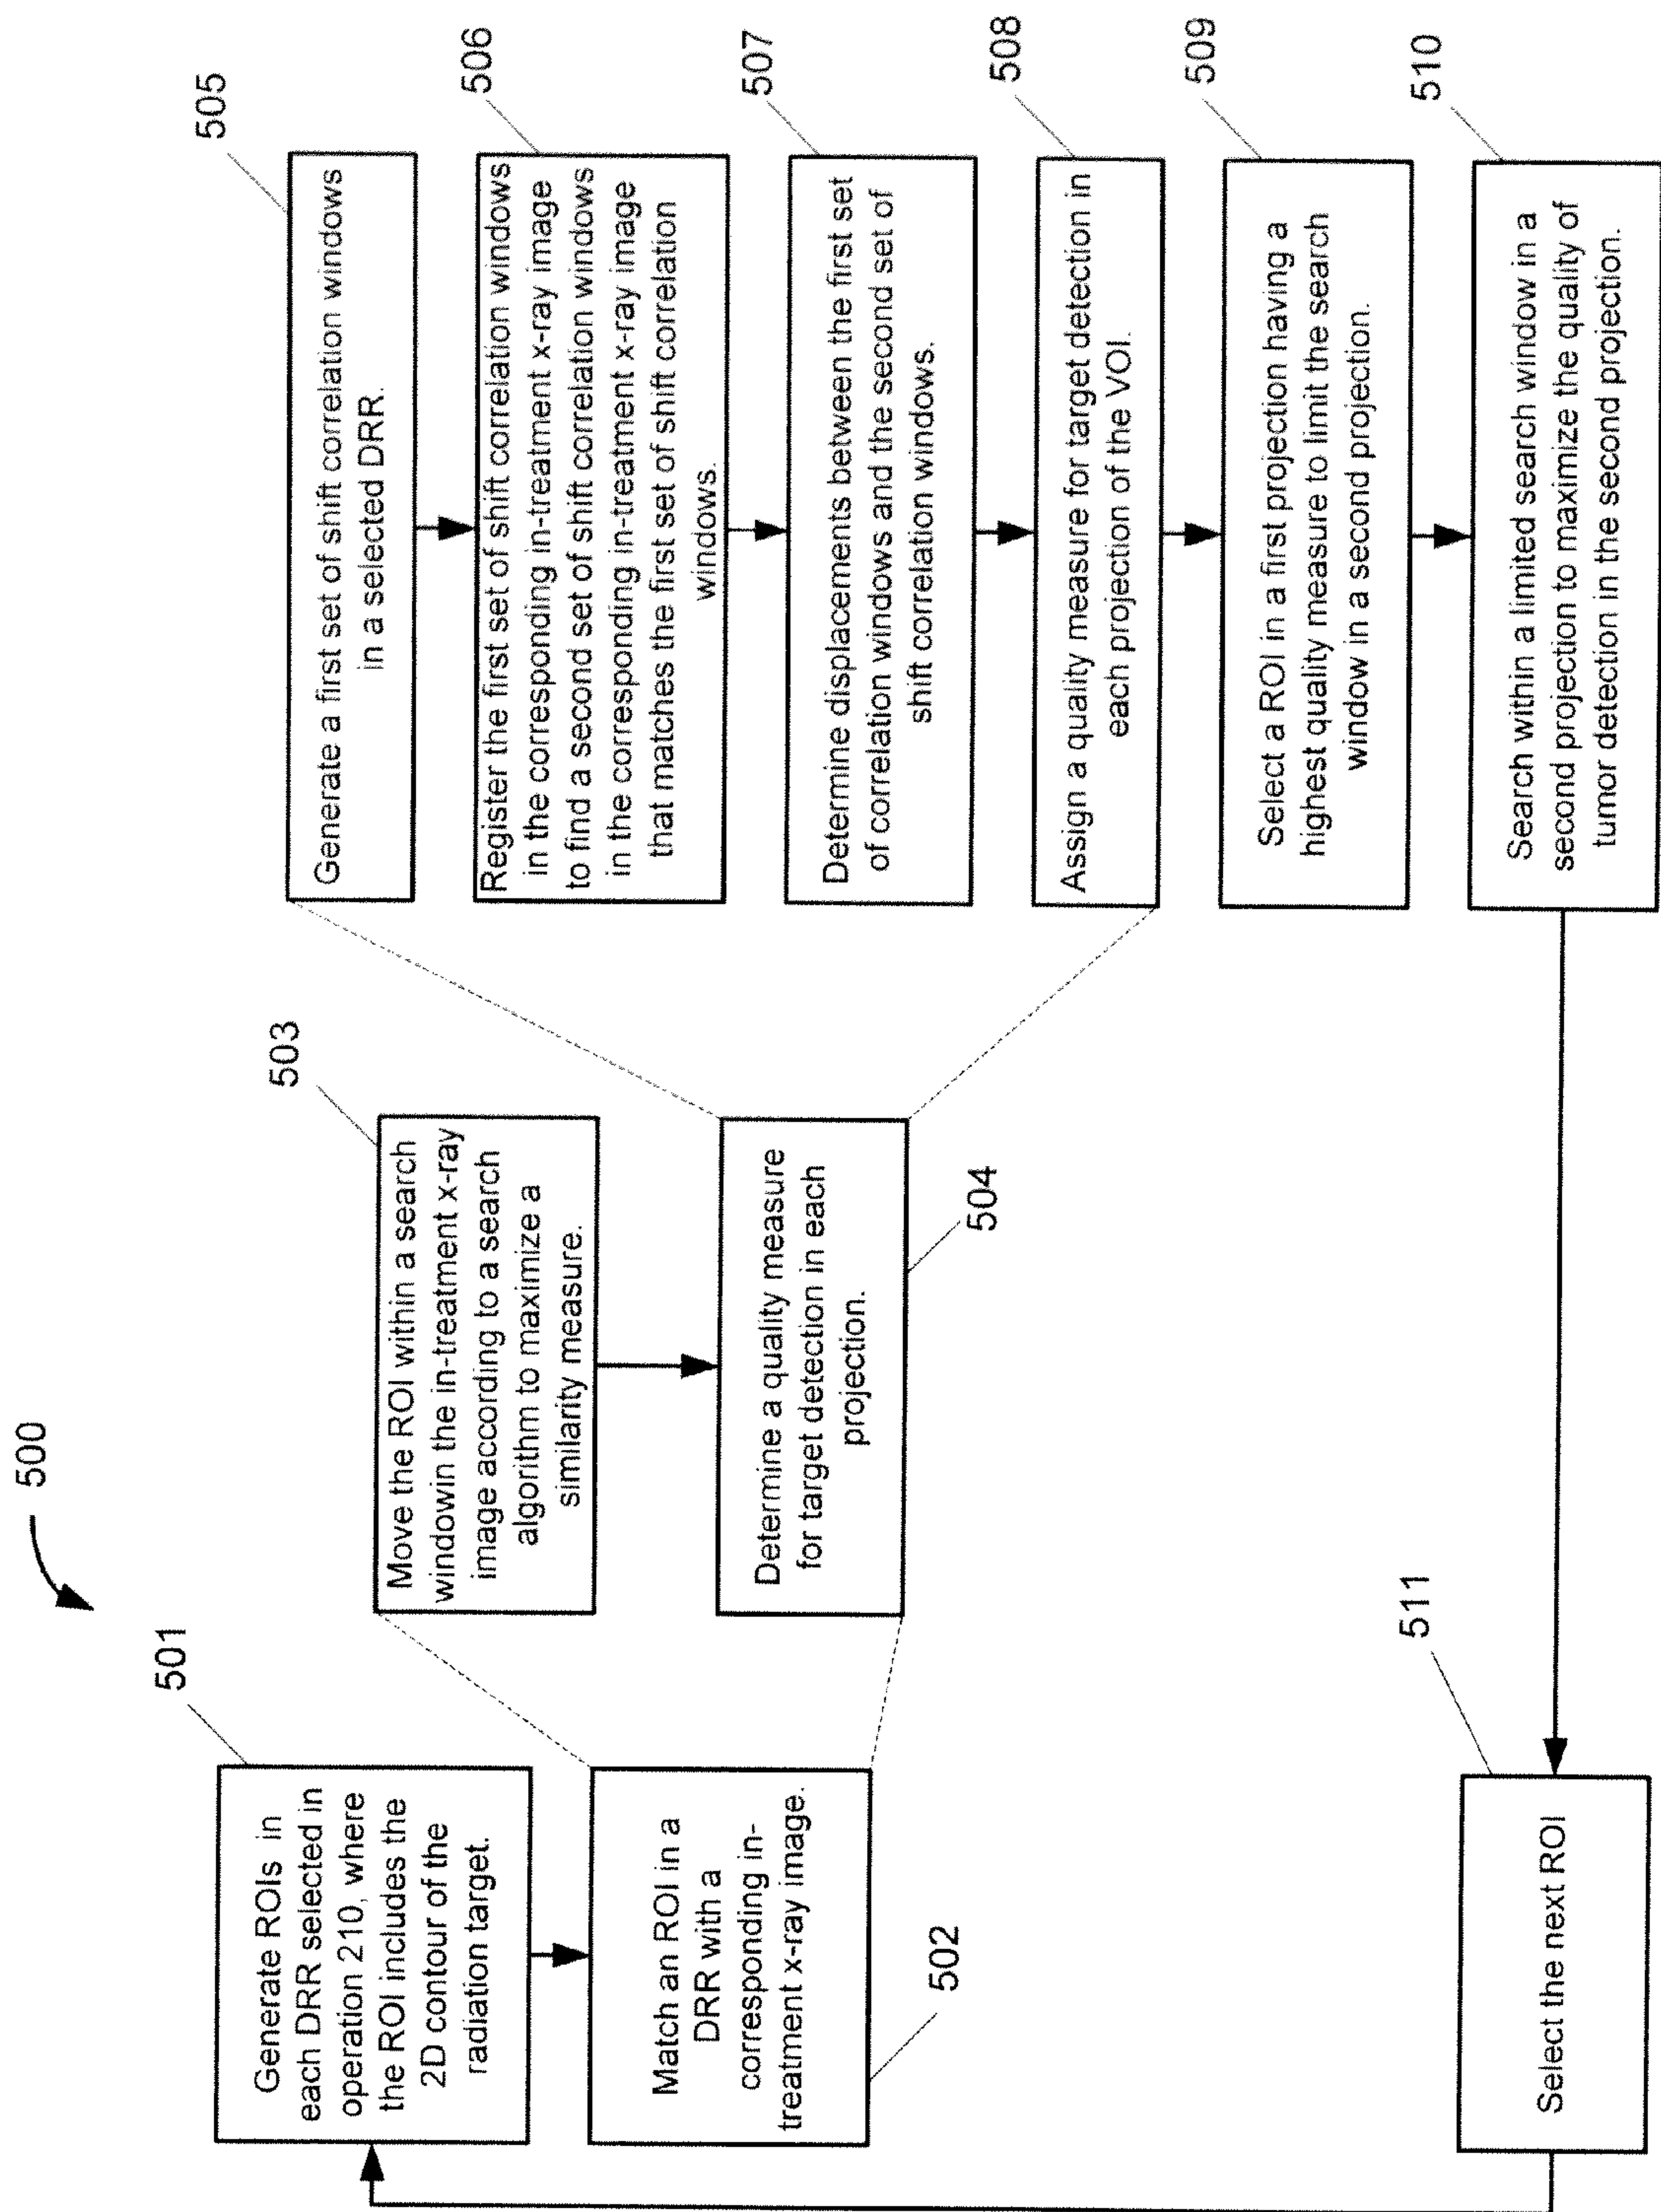 500
501
Generate ROIs in
each DRR selected in
operation 210, where
the ROI includes the
2D contour of the
radiation target.
Match an ROI in a
DRR with a
corresponding in-
treatment x-ray image.
502
503
Move the ROI within a search
windowin the in-treatment x-ray
image according to a search
algorithm to maximize a
similarity measure.
Determine a quality measure
for target detection in each
projection.
504
505
Generate a first set of shift correlation windows
in a selected DRR.
506
Register the first set of shift correlation windows
in the corresponding in-treatment x-ray image
to find a second set of shift correlation windows
in the corresponding in-treatment x-ray image
that matches the first set of shift correlation
windows.
507
Determine displacements between the first set
of correlation windows and the second set of
shift correlation windows.
508
Assign a quality measure for target detection in
each projection of the VOI.
509
Select a ROI in a first projection having a
highest quality measure to limit the search
window in a second projection.
510
Search within a limited search window in a
second projection to maximize the quality of
tumor detection in the second projection.
511
Select the next ROI